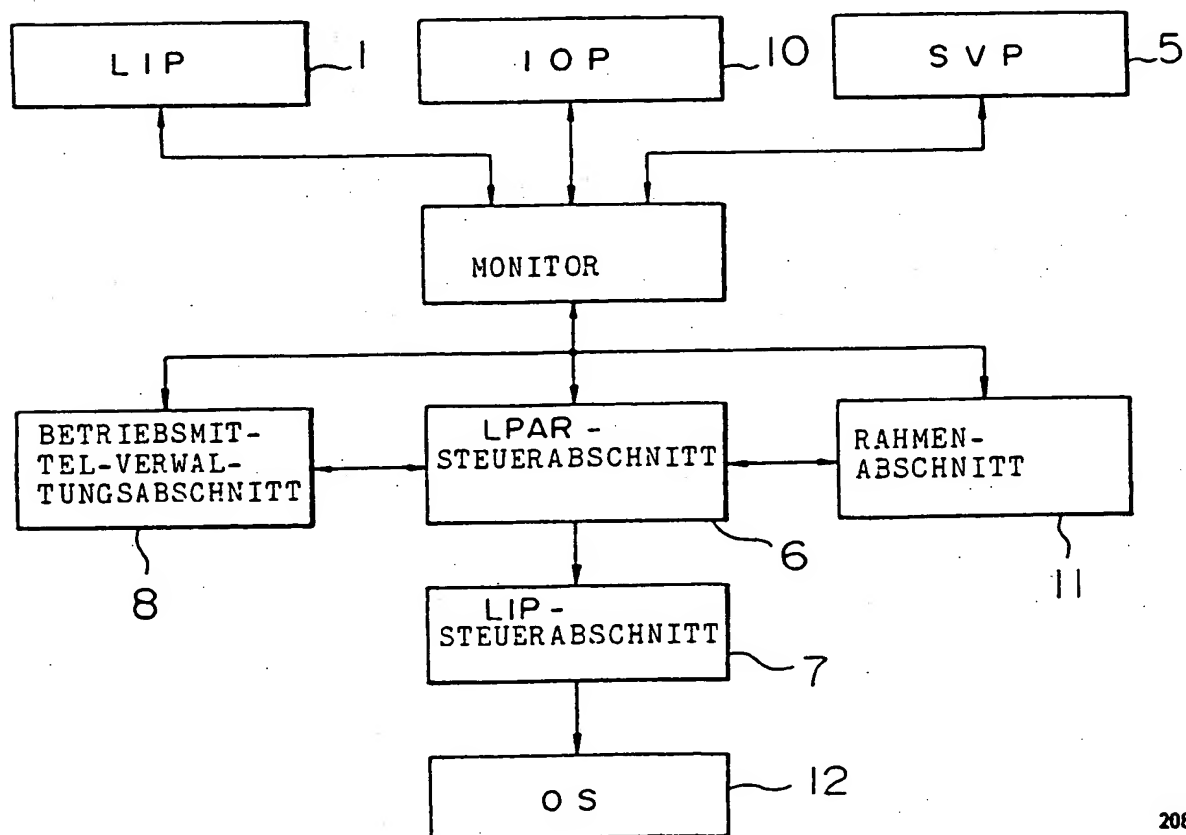 LIP
1
IOP
10
SVP
5
MONITOR
BETRIEBSMIT-
TEL-VERWAL-
TUNGSABSCHNITT
8
LPAR-
STEUERABSCHNITT
6
RAHMEN-
ABSCHNITT
11
LIP-
STEUERABSCHNITT
7
OS
12
208